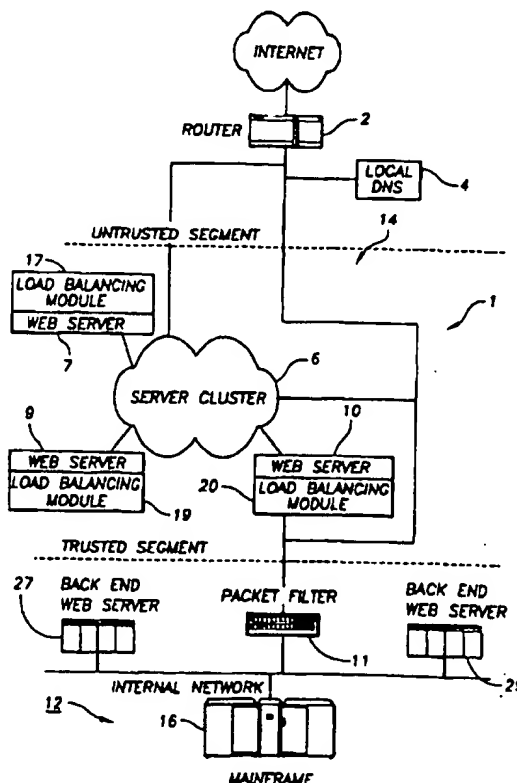 INTERNET
ROUTER
2
LOCAL
DNS
4
UNTRUSTED SEGMENT
14
17
LOAD BALANCING
MODULE
WEB SERVER
7
1
6
SERVER CLUSTER
9
WEB SERVER
LOAD BALANCING
MODULE
19
10
WEB SERVER
20
LOAD BALANCING
MODULE
TRUSTED SEGMENT
BACK END
WEB SERVER
27
PACKET FILTER
11
BACK END
WEB SERVER
INTERNAL NETWORK
12
16
MAINFRAME